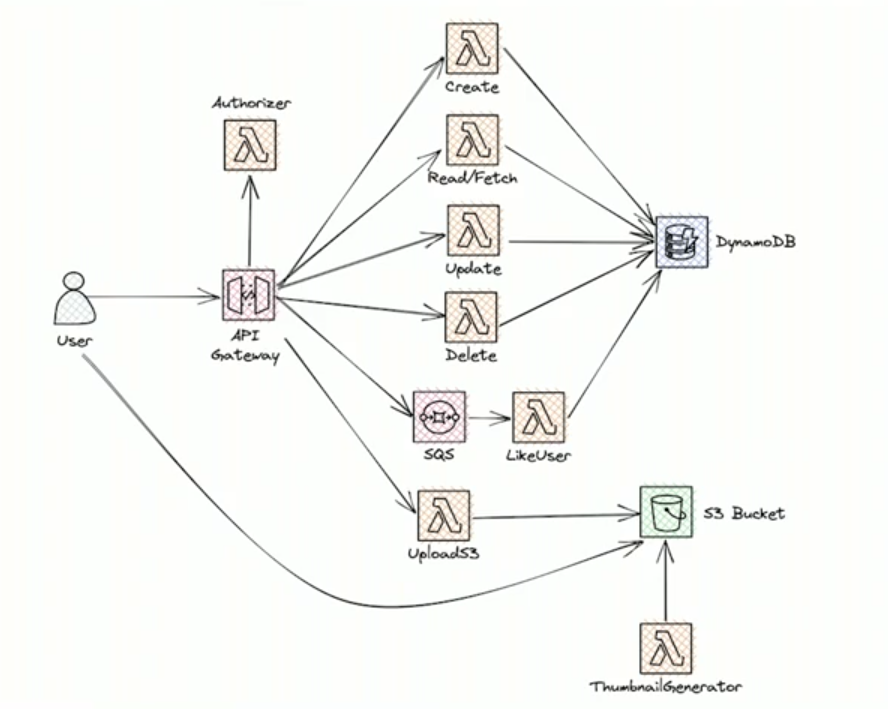 Create
Authorizer
Read/Fetch
Update
DynamoDB
User
API
Gateway
Delete
SQS
LikeUser
UploadS3
S3 Bucket
ThumbnailGenerator